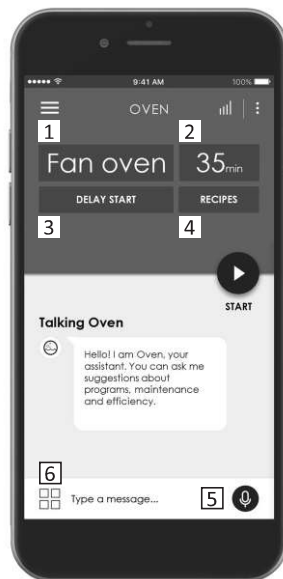 9:41 AM 100%
OVEN
1 2
Fan oven 35min
DELAY START RECIPES
3 4
START
Talking Oven
Hello! I am Oven, your
assistant. You can ask me
suggestions about
programs, maintenance
and efficiency.
6
Type a message... 5